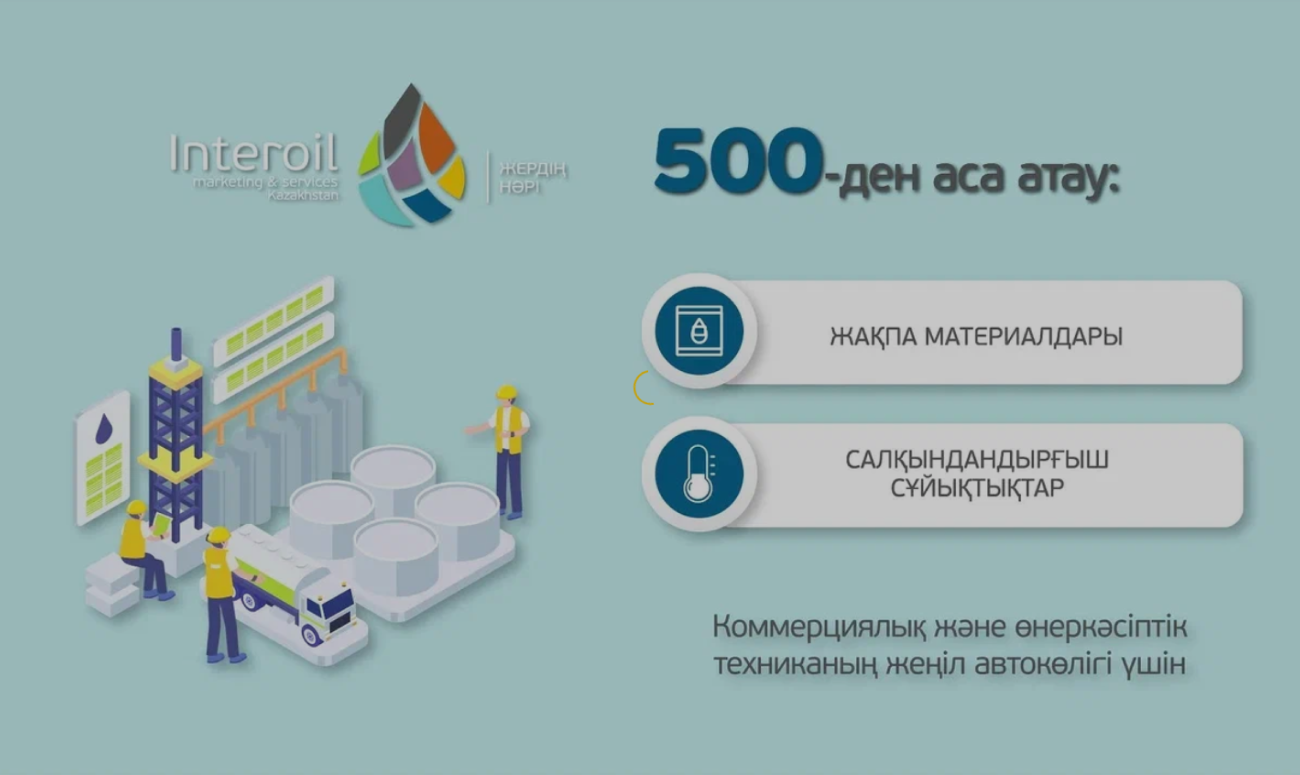 Interoil
marketing & services
Kazakhstan
ЖЕРДІҢ
НӘРІ
500-ден аса атау:
ЖАҚПА МАТЕРИАЛДАРЫ
САЛҚЫНДАНДЫРҒЫШ
СҰЙЫҚТЫҚТАР
Коммерциялық және өнеркәсіптік
техниканың жеңіл автокөлігі үшін